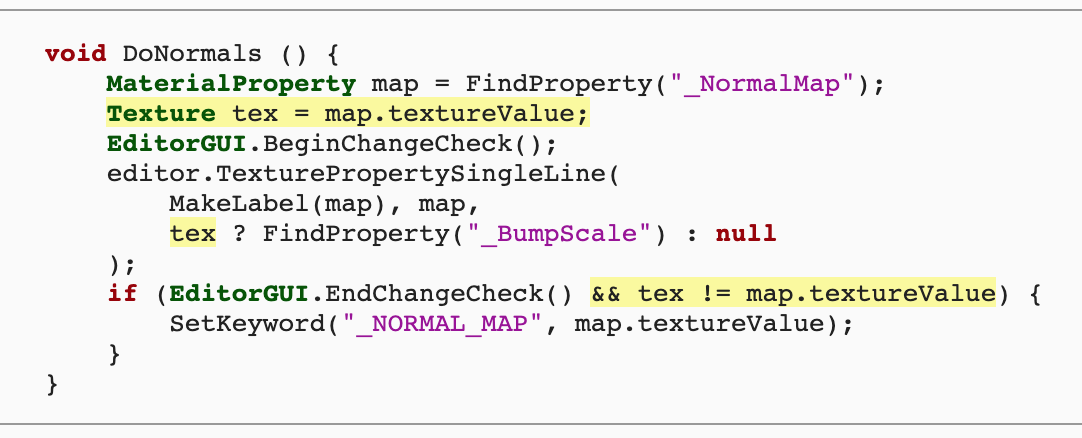 void DoNormals () {
    MaterialProperty map = FindProperty("_NormalMap");
    Texture tex = map.textureValue;
    EditorGUI.BeginChangeCheck();
    editor.TexturePropertySingleLine(
        MakeLabel(map), map,
        tex ? FindProperty("_BumpScale") : null
    );
    if (EditorGUI.EndChangeCheck() && tex != map.textureValue) {
        SetKeyword("_NORMAL_MAP", map.textureValue);
    }
}